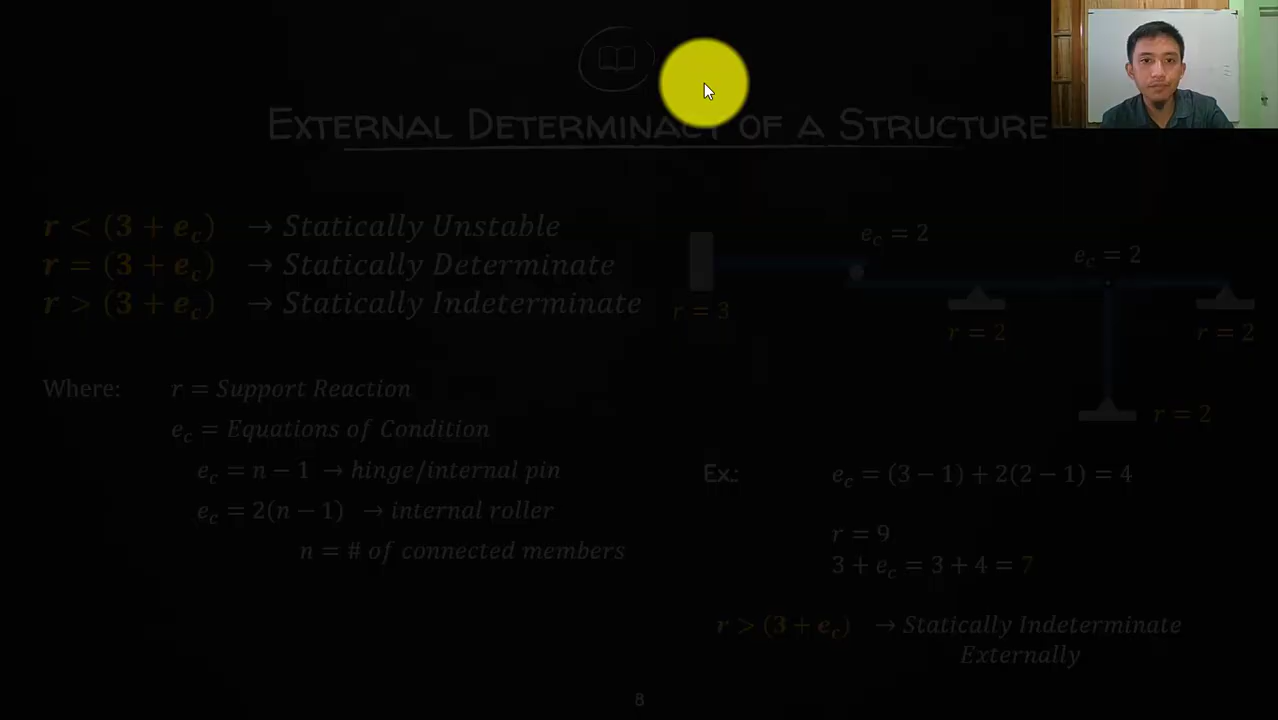 EXTERNAL DETERMINACY OF A STRUCTURE
r < (3 + e_c) → Statically Unstable
r = (3 + e_c) → Statically Determinate
r > (3 + e_c) → Statically Indeterminate
Where: r = Support Reaction
e_c = Equations of Condition
e_c = n − 1 → hinge/internal pin
e_c = 2(n − 1) → internal roller
n = # of connected members
e_c = 2
e_c = 2
r = 3
r = 2
r = 2
r = 2
Ex.: e_c = (3 − 1) + 2(2 − 1) = 4
r = 9
3 + e_c = 3 + 4 = 7
r > (3 + e_c) → Statically Indeterminate
Externally
8